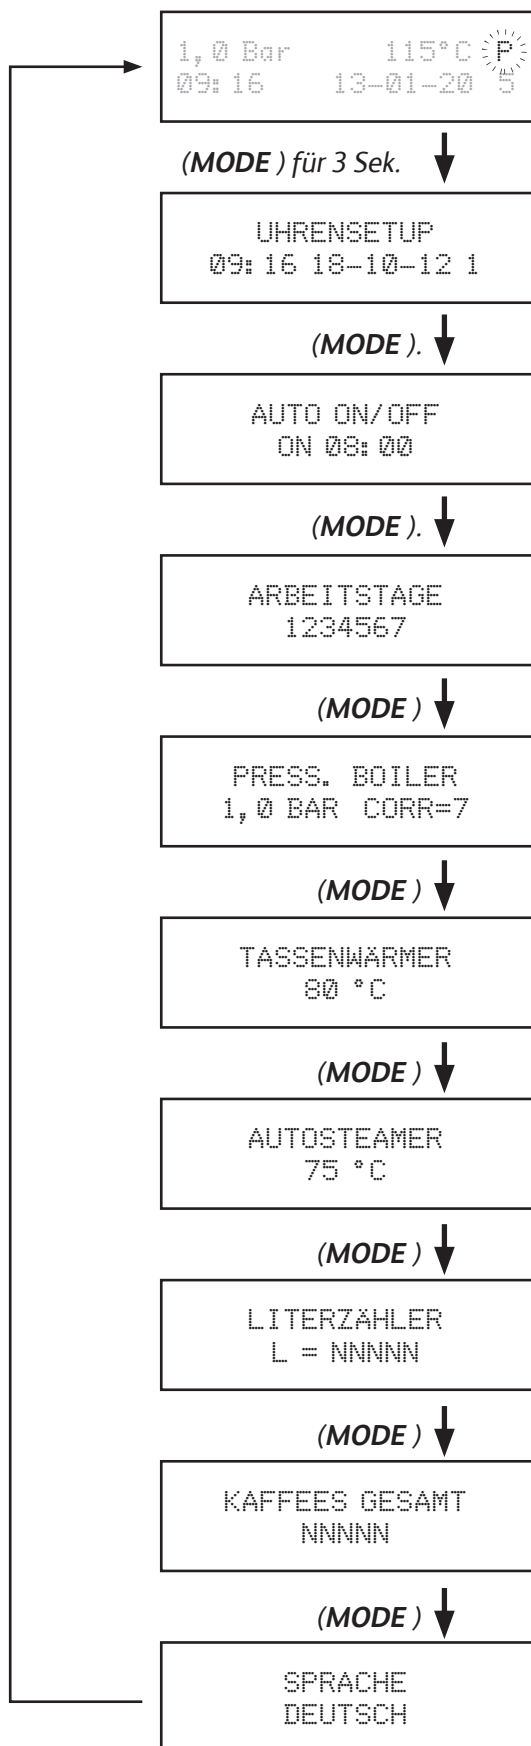 1,0 Bar 115°C P
09:16 13-01-20 5
(MODE ) für 3 Sek.
UHRENSETUP
09:16 18-10-12 1
(MODE ).
AUTO ON/OFF
ON 08:00
(MODE ).
ARBEITSTAGE
1234567
(MODE )
PRESS. BOILER
1,0 BAR CORR=7
(MODE )
TASSENWÄRMER
80 °C
(MODE )
AUTOSTEAMER
75 °C
(MODE )
LITERZÄHLER
L = NNNNN
(MODE )
KAFFEES GESAMT
NNNNN
(MODE )
SPRACHE
DEUTSCH